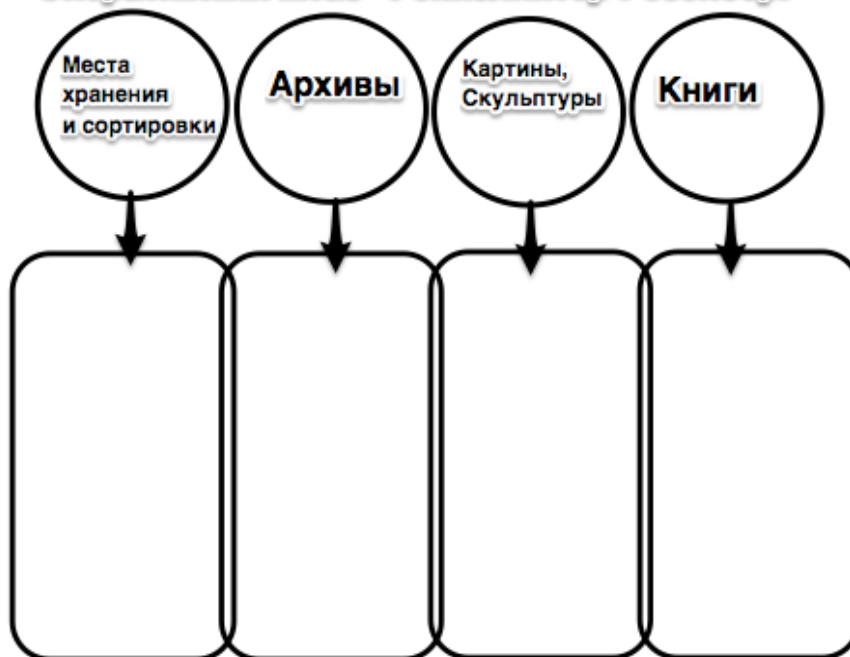 Места
хранения
и сортировки
Архивы
Картины,
Скульптуры
Книги